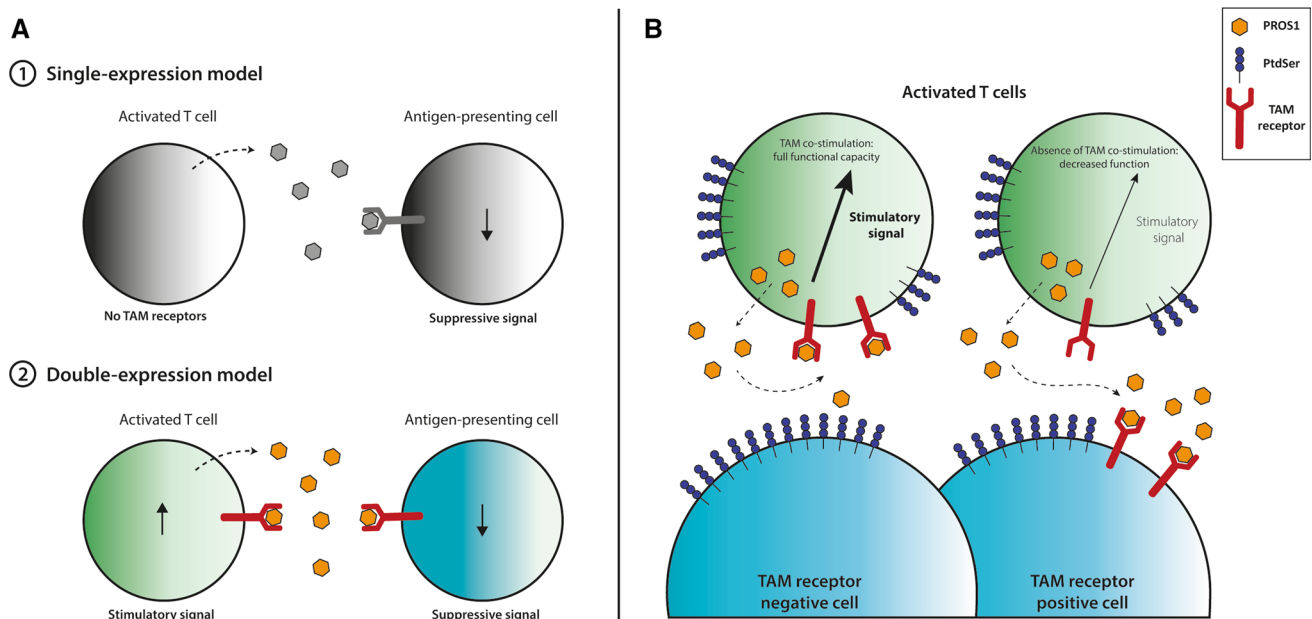 A
1 Single-expression model
Activated T cell
Antigen-presenting cell
No TAM receptors
Suppressive signal
2 Double-expression model
Activated T cell
Antigen-presenting cell
Stimulatory signal
Suppressive signal
B
PROS1
PtdSer
TAM
receptor
Activated T cells
TAM co-stimulation:
full functional capacity
Stimulatory
signal
Absence of TAM co-stimulation:
decreased function
Stimulatory
signal
TAM receptor
negative cell
TAM receptor
positive cell